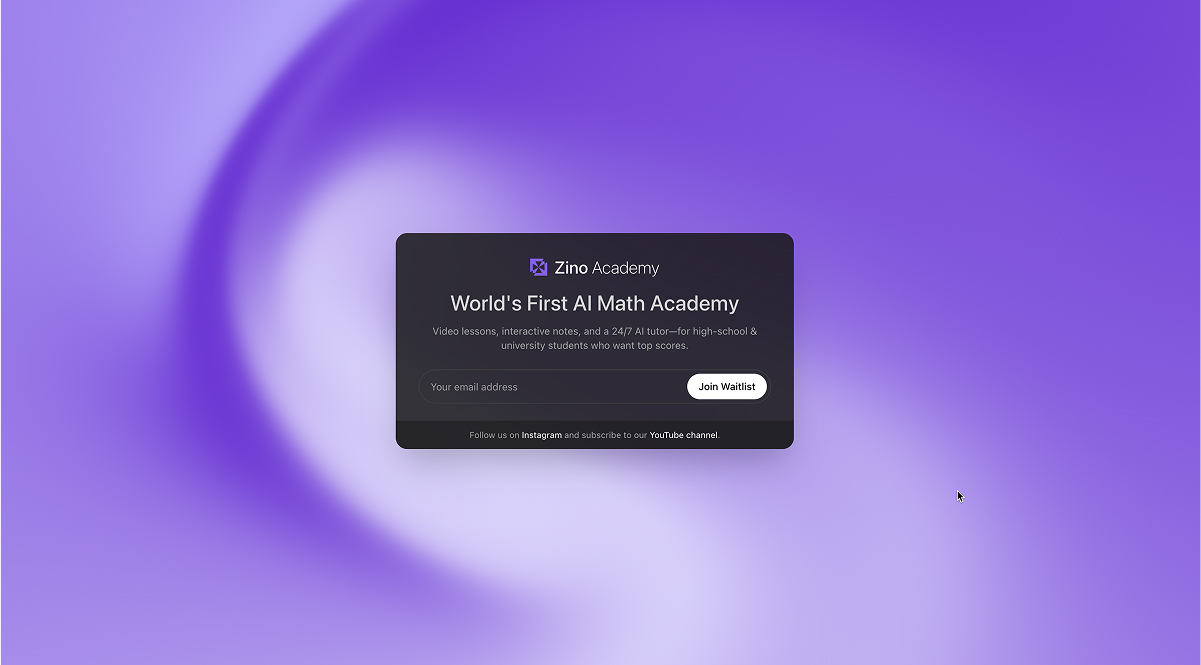 Zino Academy
World's First AI Math Academy
Video lessons, interactive notes, and a 24/7 AI tutor—for high-school &
university students who want top scores.
Your email address
Join Waitlist
Follow us on Instagram and subscribe to our YouTube channel.